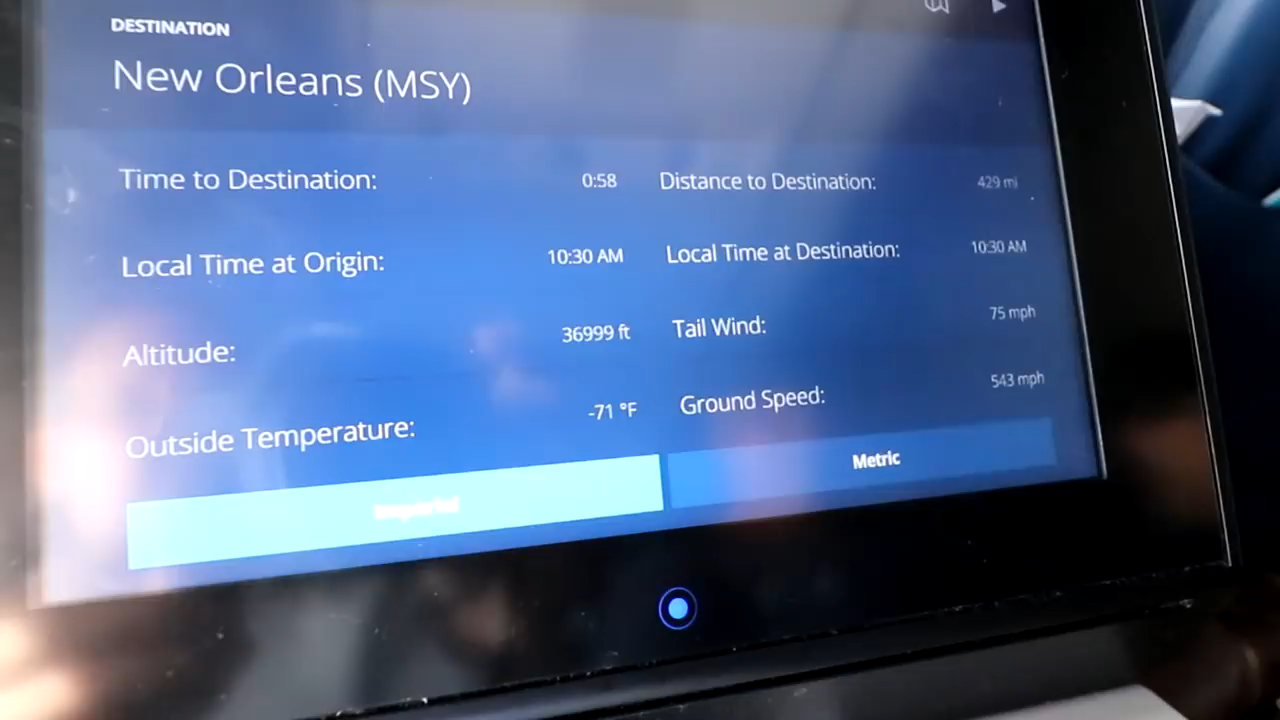 DESTINATION
New Orleans (MSY)
Time to Destination: 0:58 Distance to Destination: 429 mi
Local Time at Origin: 10:30 AM Local Time at Destination: 10:30 AM
Altitude: 36999 ft Tail Wind: 75 mph
Outside Temperature: -71 °F Ground Speed: 543 mph
Imperial Metric